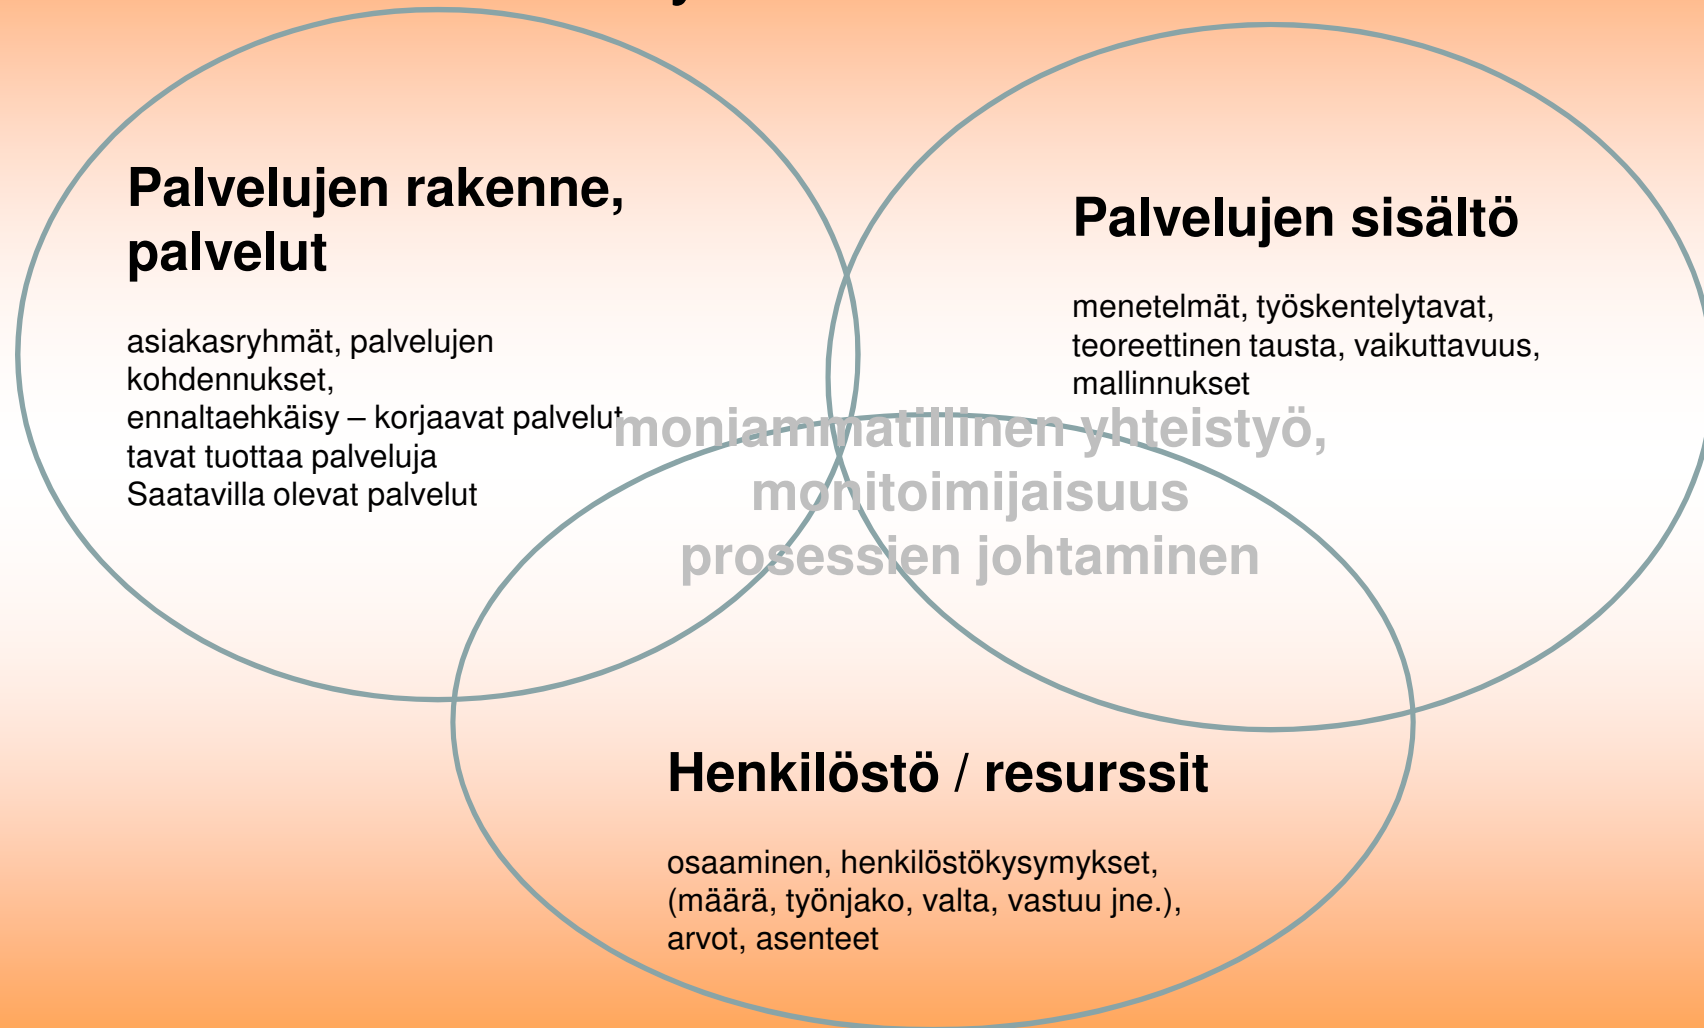 Palvelujen rakenne,
palvelut
asiakasryhmät, palvelujen
kohdennukset,
ennaltaehkäisy – korjaavat palvelut
tavat tuottaa palveluja
Saatavilla olevat palvelut
Palvelujen sisältö
menetelmät, työskentelytavat,
teoreettinen tausta, vaikuttavuus,
mallinnukset
moniammatillinen yhteistyö,
monitoimijaisuus
prosessien johtaminen
Henkilöstö / resurssit
osaaminen, henkilöstökysymykset,
(määrä, työnjako, valta, vastuu jne.),
arvot, asenteet